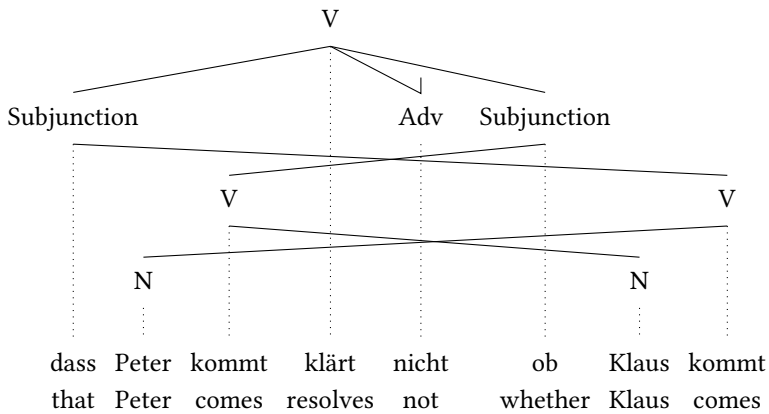 V
Subjunction Adv Subjunction
V V
N N
dass Peter kommt klärt nicht ob Klaus kommt
that Peter comes resolves not whether Klaus comes